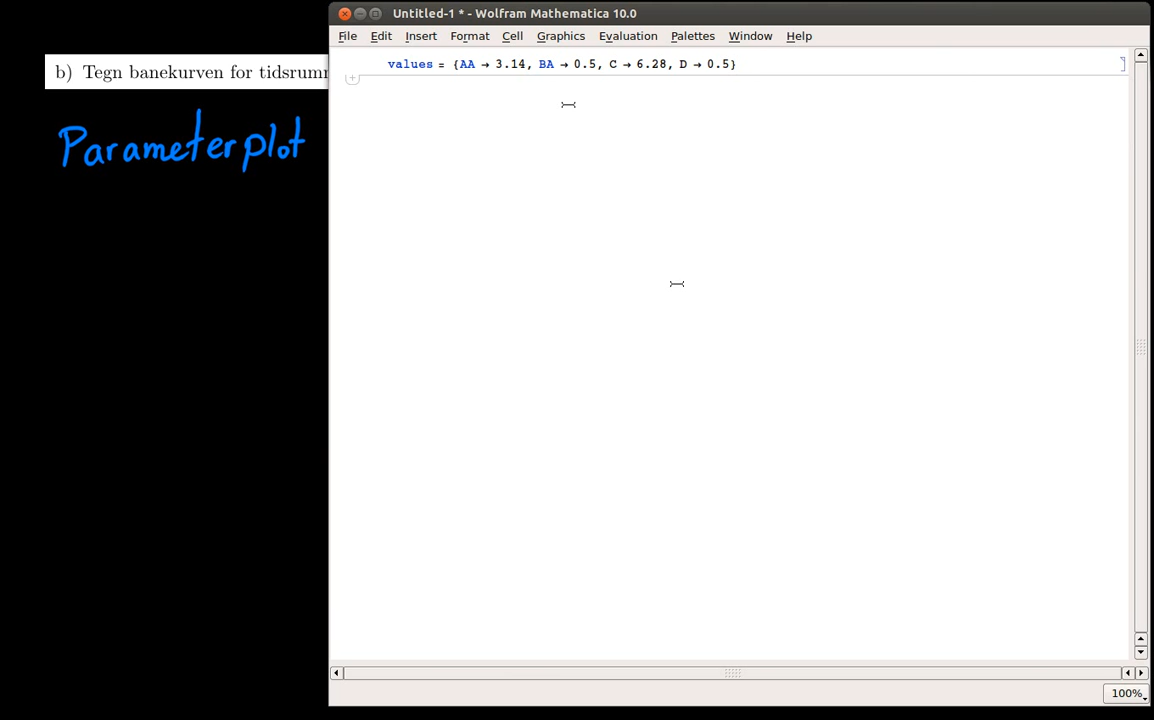 Untitled-1 * - Wolfram Mathematica 10.0
File Edit Insert Format Cell Graphics Evaluation Palettes Window Help
values = {AA → 3.14, BA → 0.5, C → 6.28, D → 0.5}
b) Tegn banekurven for
Parameterplot
100%